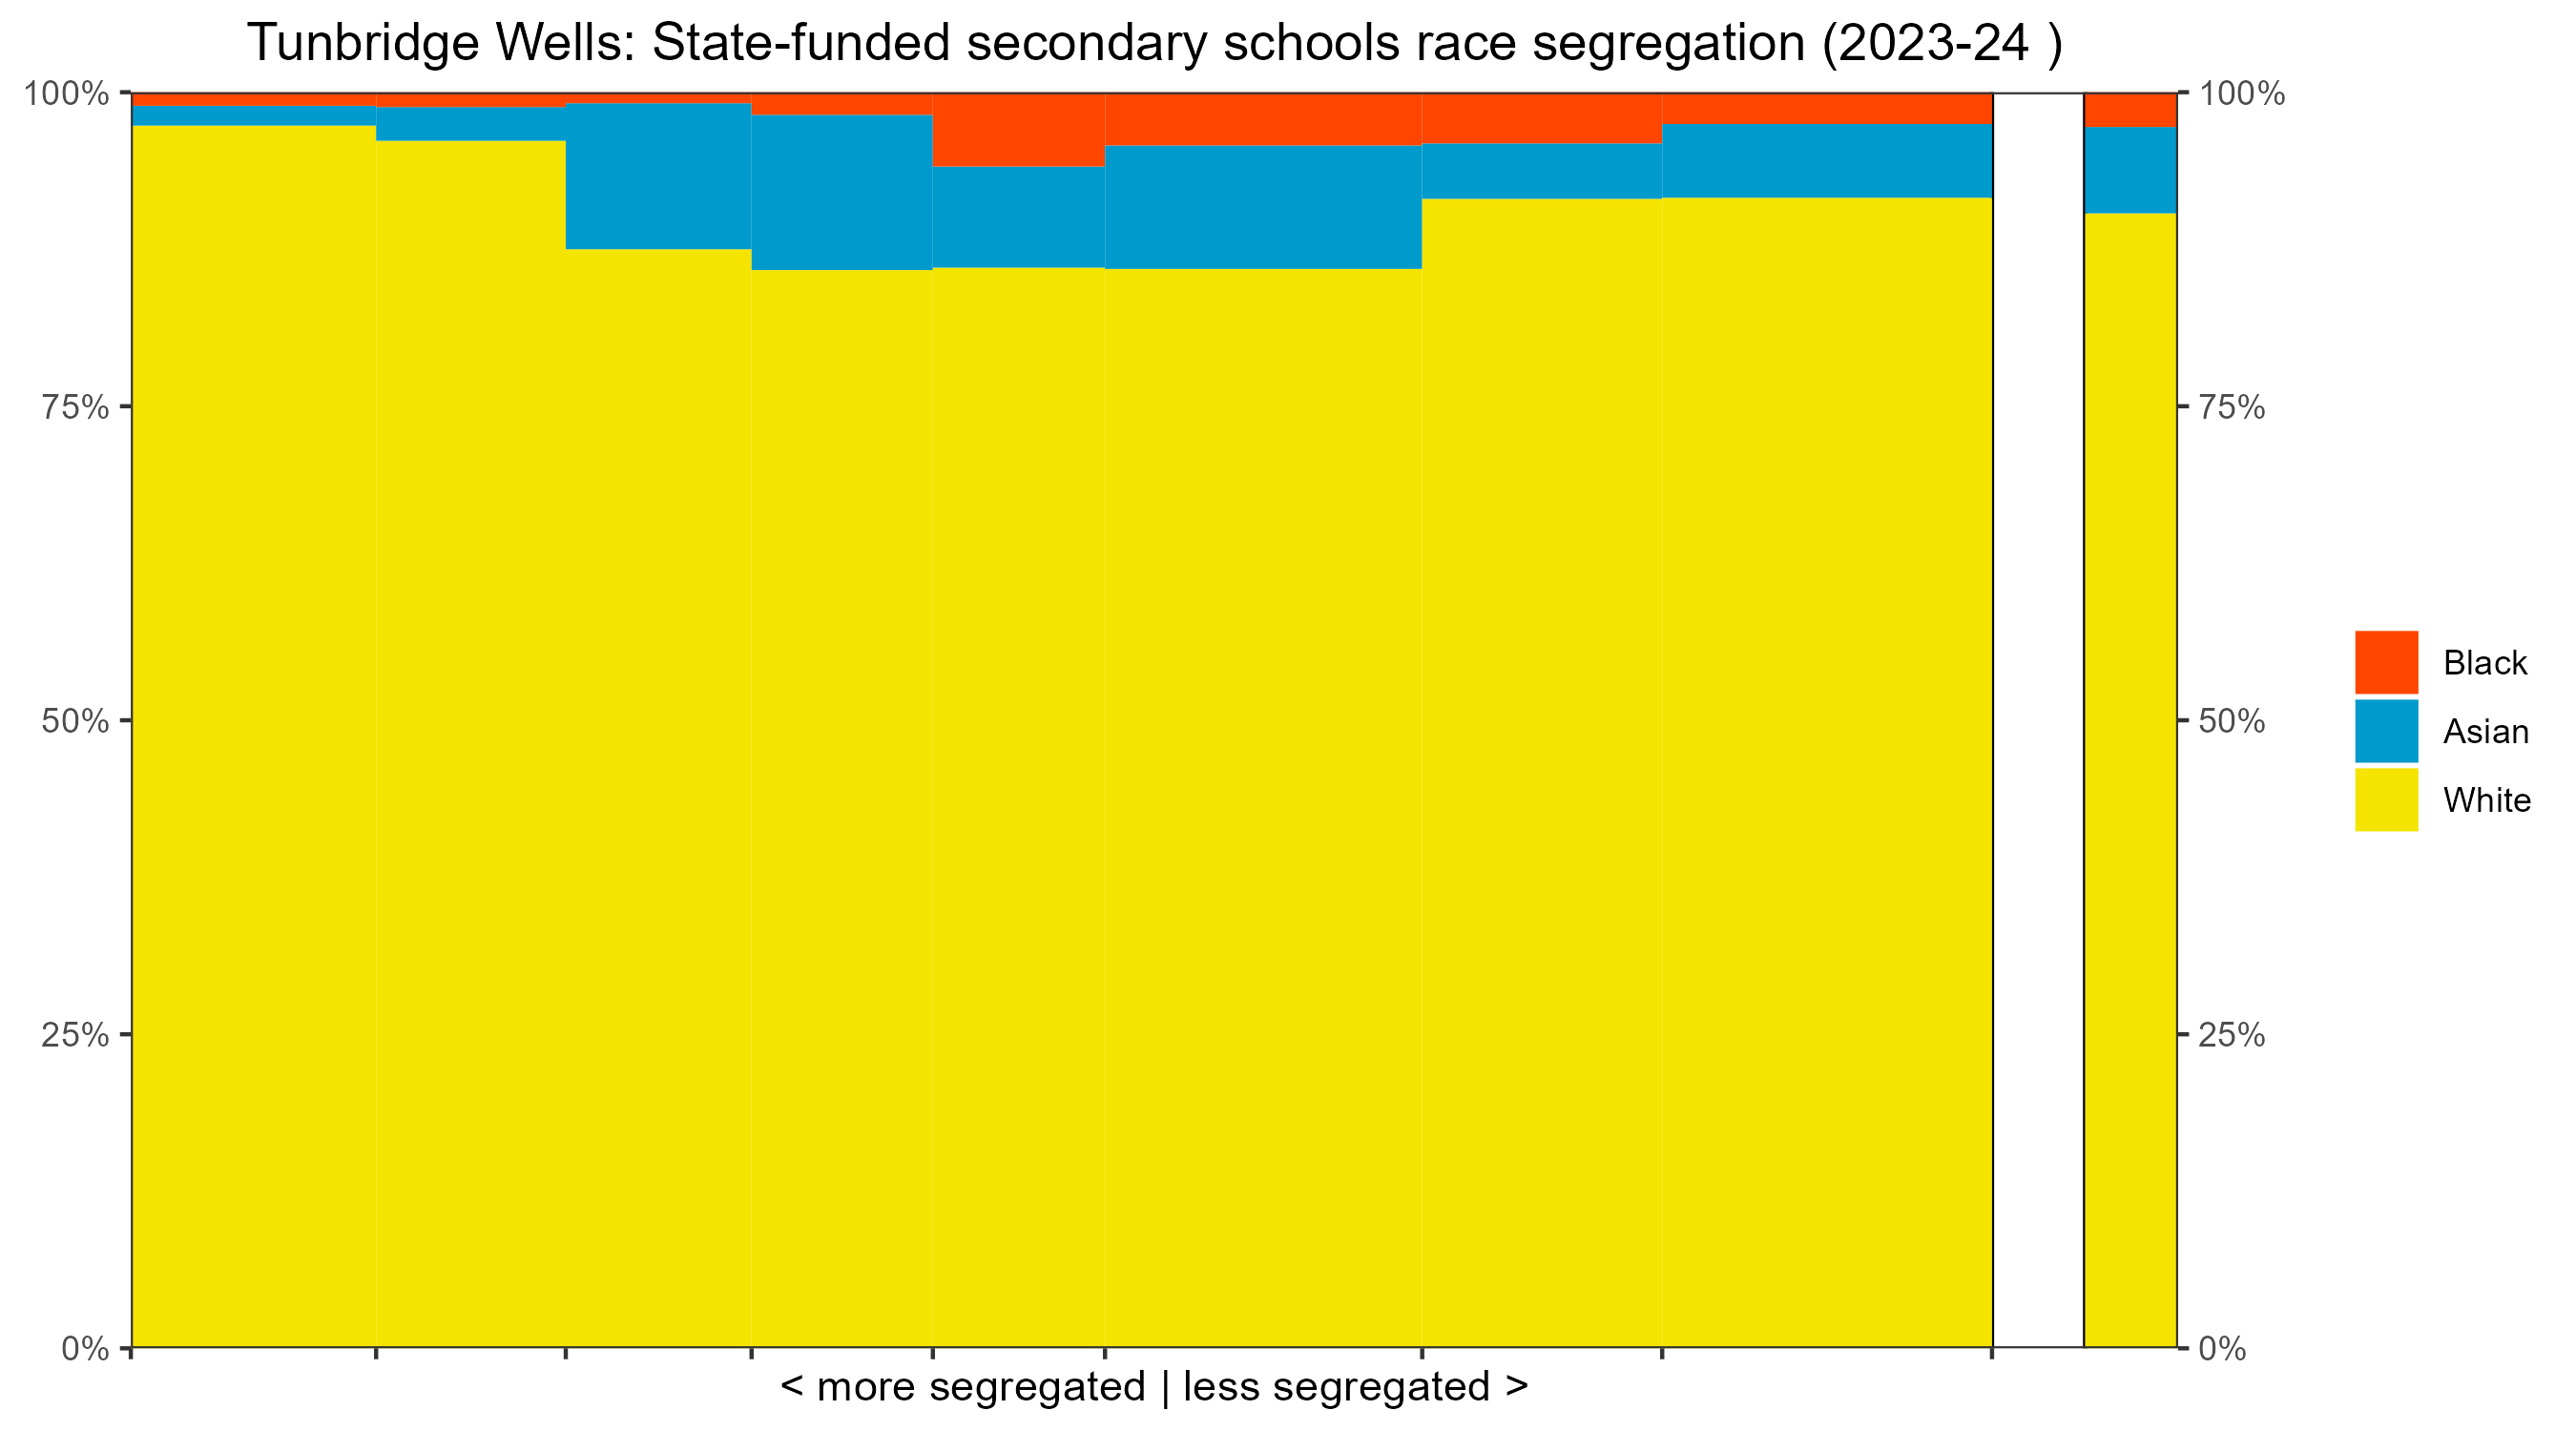 Tunbridge Wells: State-funded secondary schools race segregation (2023-24 )
100%
75%
50%
25%
0%
100%
75%
50%
25%
0%
Black
Asian
White
< more segregated | less segregated >